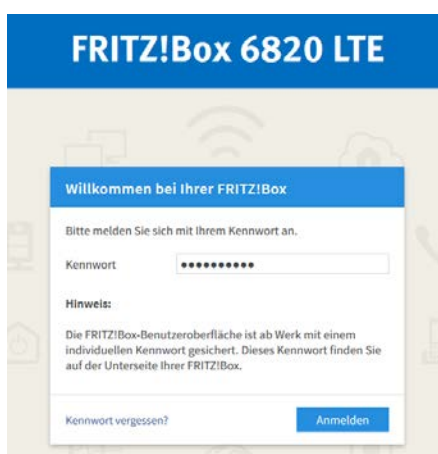 FRITZ!Box 6820 LTE
Willkommen bei Ihrer FRITZ!Box
Bitte melden Sie sich mit Ihrem Kennwort an.
Kennwort ••••••••••
Hinweis:
Die FRITZ!Box-Benutzeroberfläche ist ab Werk mit einem
individuellen Kennwort gesichert. Dieses Kennwort finden Sie
auf der Unterseite Ihrer FRITZ!Box.
Kennwort vergessen? Anmelden